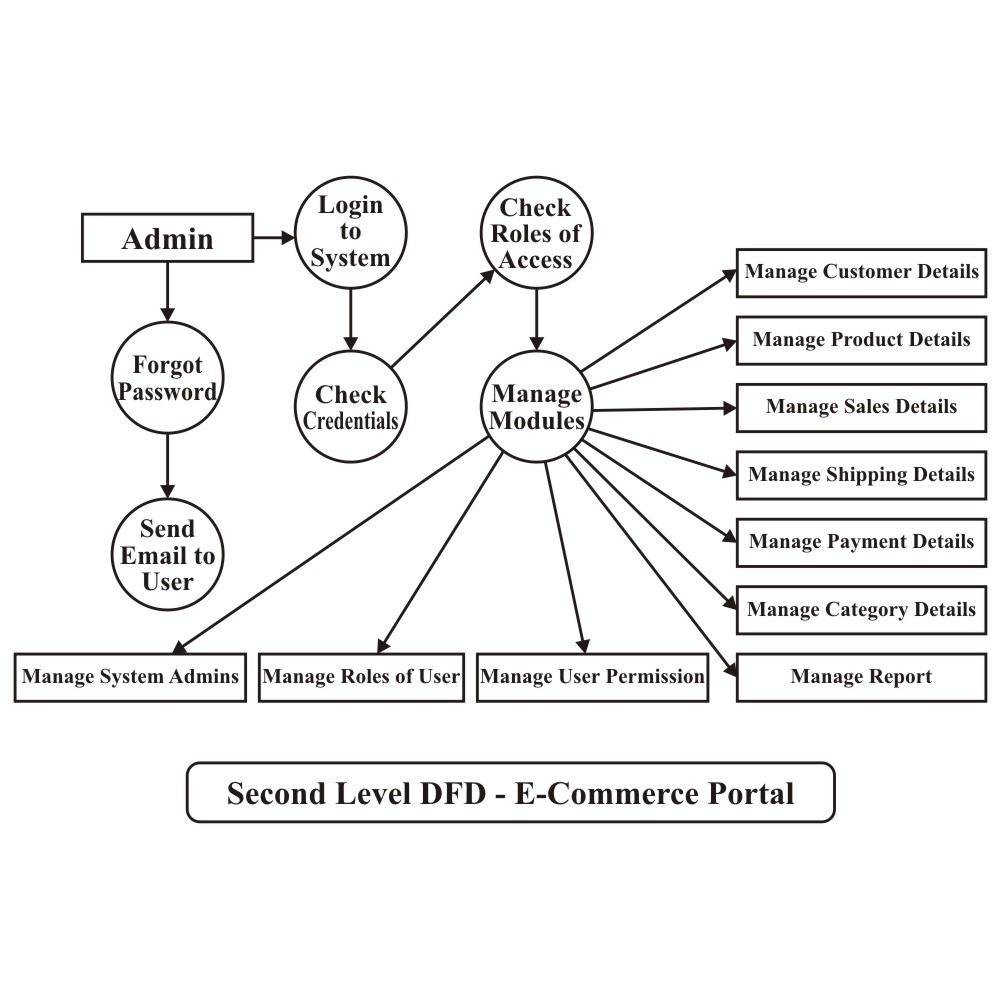 Admin
Login
to
System
Check
Roles of
Access
Forgot
Password
Check
Credentials
Manage
Modules
Send
Email to
User
Manage Customer Details
Manage Product Details
Manage Sales Details
Manage Shipping Details
Manage Payment Details
Manage Category Details
Manage System Admins
Manage Roles of User
Manage User Permission
Manage Report
Second Level DFD - E-Commerce Portal